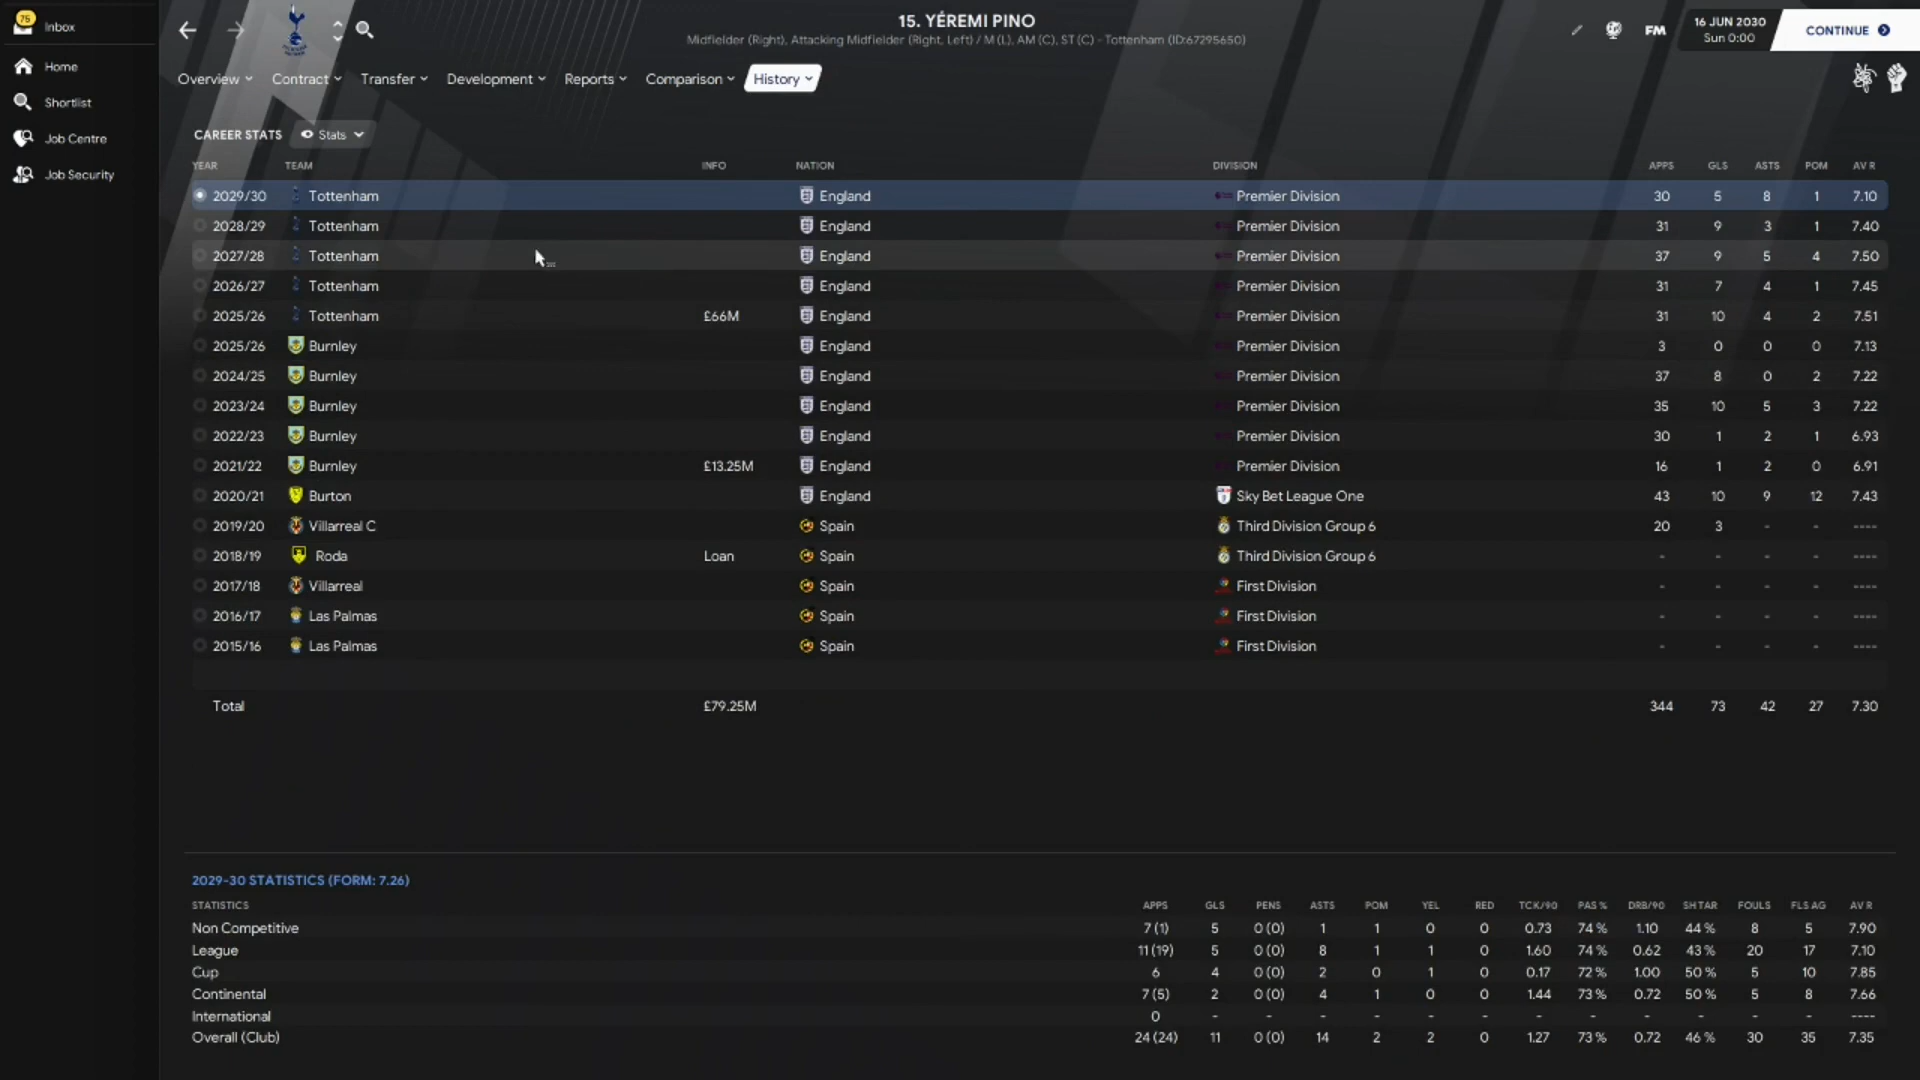 75 Inbox
Home
Shortlist
Job Centre
Job Security
15. YÉREMI PINO
Midfielder (Right), Attacking Midfielder (Right, Left) / M (L), AM (C), ST (C) - Tottenham (ID:67295650)
FM
16 JUN 2030
Sun 0:00
CONTINUE
Overview Contract Transfer Development Reports Comparison History
CAREER STATS Stats
YEAR TEAM INFO NATION DIVISION APPS GLS ASTS POM AV R
2029/30 Tottenham England Premier Division 30 5 8 1 7.10
2028/29 Tottenham England Premier Division 31 9 3 1 7.40
2027/28 Tottenham England Premier Division 37 9 5 4 7.50
2026/27 Tottenham England Premier Division 31 7 4 1 7.45
2025/26 Tottenham £66M England Premier Division 31 10 4 2 7.51
2025/26 Burnley England Premier Division 3 0 0 0 7.13
2024/25 Burnley England Premier Division 37 8 0 2 7.22
2023/24 Burnley England Premier Division 35 10 5 3 7.22
2022/23 Burnley England Premier Division 30 1 2 1 6.93
2021/22 Burnley £13.25M England Premier Division 16 1 2 0 6.91
2020/21 Burton England Sky Bet League One 43 10 9 12 7.43
2019/20 Villarreal C Spain Third Division Group 6 20 3 - - ----
2018/19 Roda Loan Spain Third Division Group 6 - - - - ----
2017/18 Villarreal Spain First Division - - - - ----
2016/17 Las Palmas Spain First Division - - - - ----
2015/16 Las Palmas Spain First Division - - - - ----
Total £79.25M 344 73 42 27 7.30
2029-30 STATISTICS (FORM: 7.26)
STATISTICS APPS GLS PENS ASTS POM YEL RED TCK/90 PAS % DRB/90 SH TAR FOULS FLS AG AV R
Non Competitive 7 (1) 5 0 (0) 1 1 0 0 0.73 74 % 1.10 44 % 8 5 7.90
League 11 (19) 5 0 (0) 8 1 1 0 1.60 74 % 0.62 43 % 20 17 7.10
Cup 6 4 0 (0) 2 0 1 0 0.17 72 % 1.00 50 % 5 10 7.85
Continental 7 (5) 2 0 (0) 4 1 0 0 1.44 73 % 0.72 50 % 5 8 7.66
International 0 - - - - - - - - - - - - ----
Overall (Club) 24 (24) 11 0 (0) 14 2 2 0 1.27 73 % 0.72 46 % 30 35 7.35